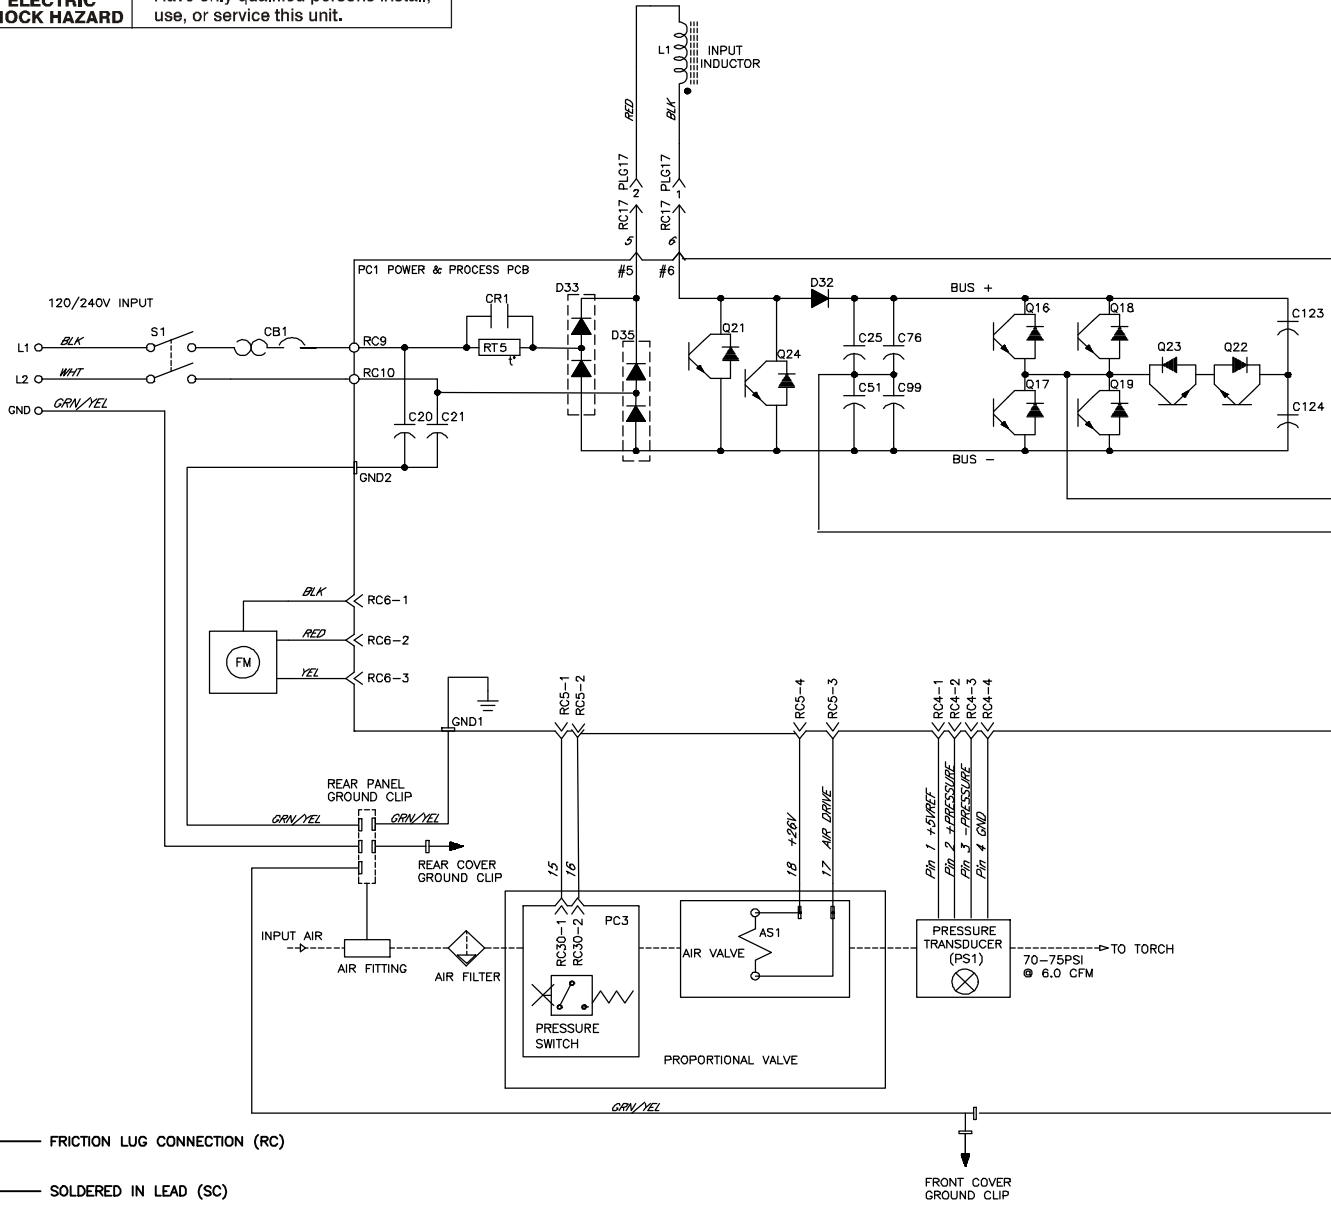 ELECTRIC
HOCK HAZARD
use, or service this unit.
L1
INPUT
INDUCTOR
RED
BLK
RC17 PLG17
2
RC17 PLG17
1
5
6
#5
#6
PC1 POWER & PROCESS PCB
120/240V INPUT
L1
BLK
S1
CB1
RC9
L2
WHT
RC10
GND
GRN/YEL
CR1
RT5
t°
D33
D35
C20
C21
GND2
Q21
Q24
D32
BUS +
C25
C76
C51
C99
BUS –
Q16
Q18
Q17
Q19
Q23
Q22
C123
C124
FM
BLK
RC6-1
RED
RC6-2
YEL
RC6-3
GND1
RC5-1
RC5-2
RC5-4
RC5-3
RC4-1
RC4-2
RC4-3
RC4-4
REAR PANEL
GROUND CLIP
GRN/YEL
GRN/YEL
REAR COVER
GROUND CLIP
15
16
18 +26V
17 AIR DRIVE
Pin 1 +5VREF
Pin 2 +PRESSURE
Pin 3 -PRESSURE
Pin 4 GND
INPUT AIR
AIR FITTING
AIR FILTER
RC30-1
RC30-2
PC3
PRESSURE
SWITCH
AIR VALVE
AS1
PROPORTIONAL VALVE
PRESSURE
TRANSDUCER
(PS1)
70-75PSI
@ 6.0 CFM
TO TORCH
GRN/YEL
FRONT COVER
GROUND CLIP
FRICTION LUG CONNECTION (RC)
SOLDERED IN LEAD (SC)